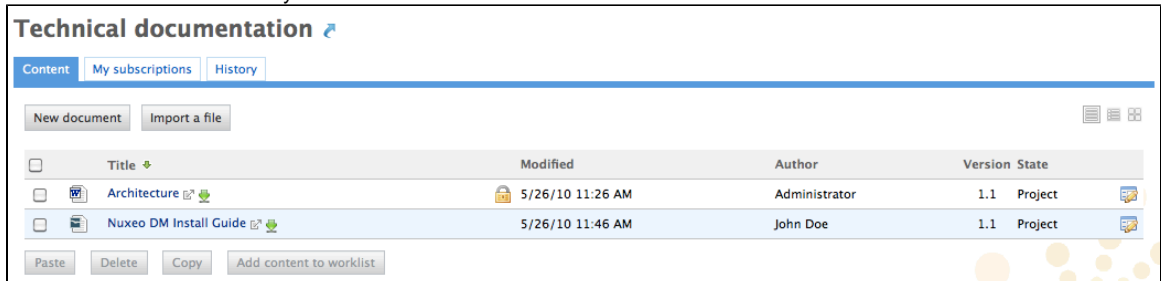 Technical documentation
Content My subscriptions History
New document Import a file
Title Modified Author Version State
Architecture 5/26/10 11:26 AM Administrator 1.1 Project
Nuxeo DM Install Guide 5/26/10 11:46 AM John Doe 1.1 Project
Paste Delete Copy Add content to worklist